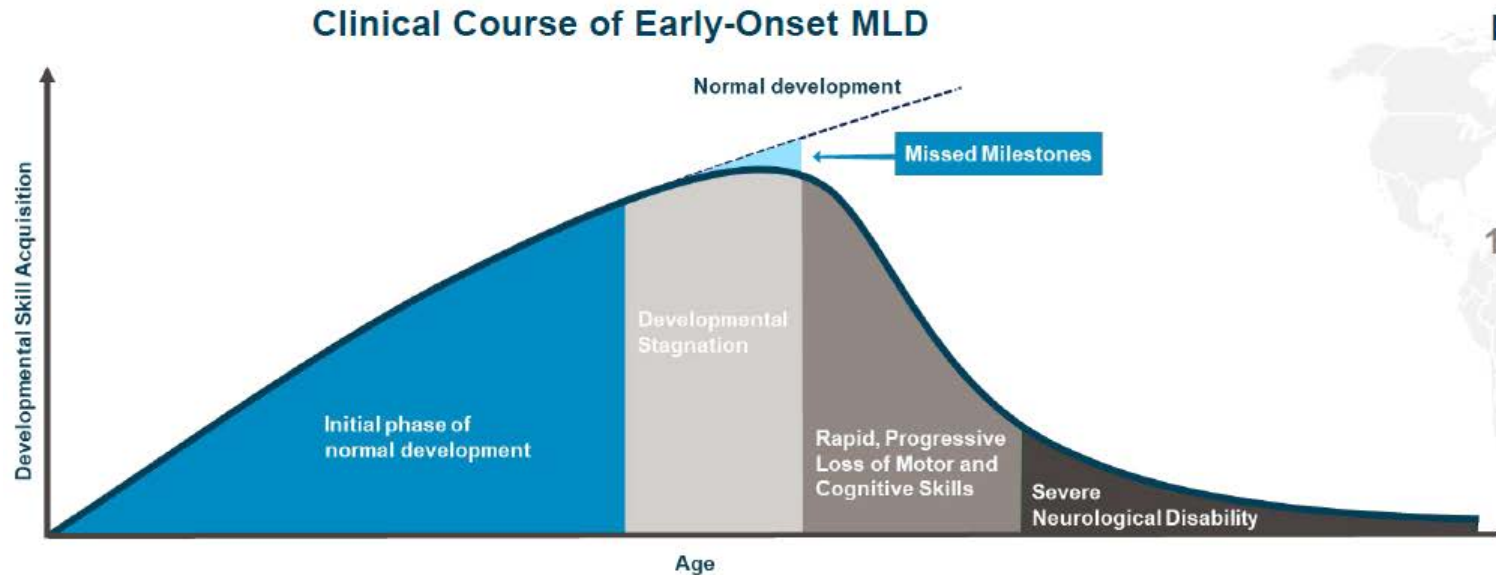 Clinical Course of Early-Onset MLD
Normal development
Missed Milestones
Developmental Skill Acquisition
Developmental
Stagnation
Initial phase of
normal development
Rapid, Progressive
Loss of Motor and
Cognitive Skills
Severe
Neurological Disability
Age
1